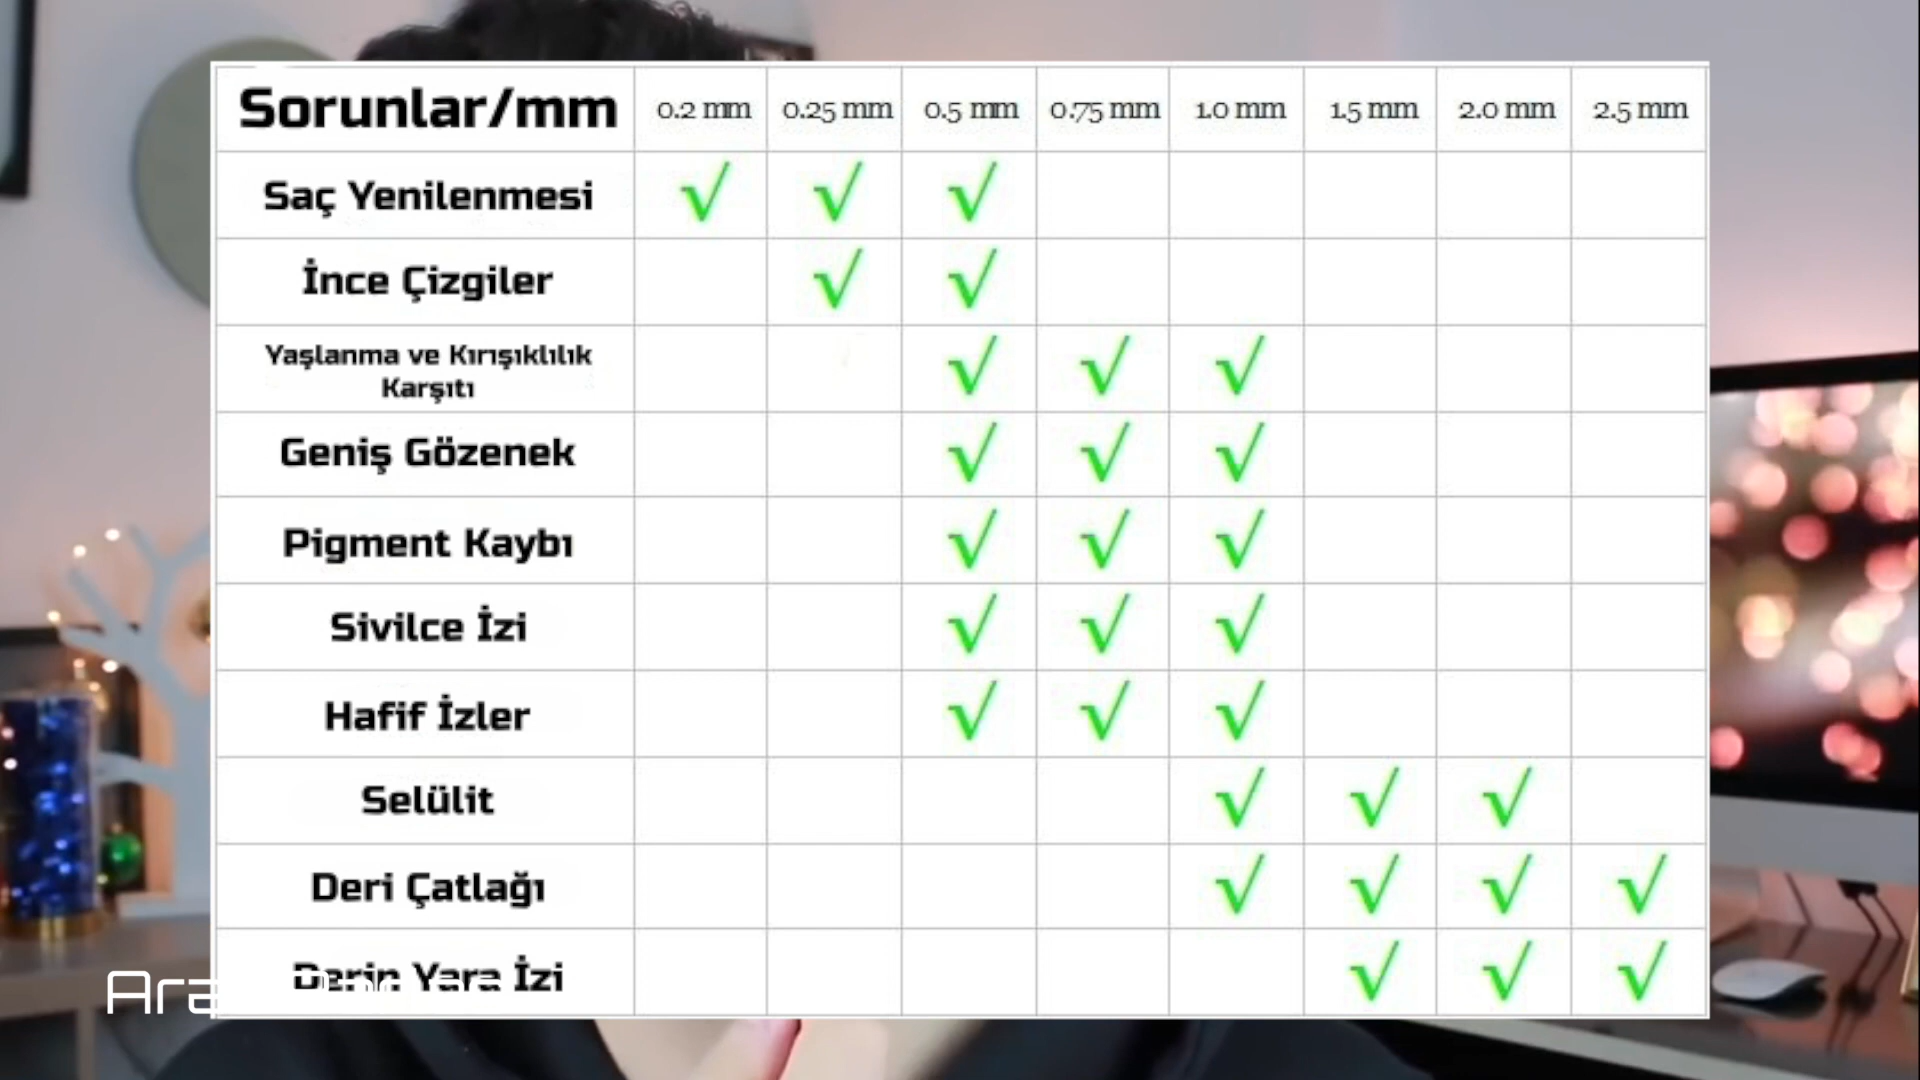 Sorunlar/mm 0.2 mm 0.25 mm 0.5 mm 0.75 mm 1.0 mm 1.5 mm 2.0 mm 2.5 mm
Saç Yenilenmesi √ √ √
İnce Çizgiler √ √
Yaşlanma ve Kırışıklılık
Karşıtı √ √ √
Geniş Gözenek √ √ √
Pigment Kaybı √ √ √
Sivilce İzi √ √ √
Hafif İzler √ √ √
Selülit √ √ √
Deri Çatlağı √ √ √ √
Derin Yara İzi √ √ √